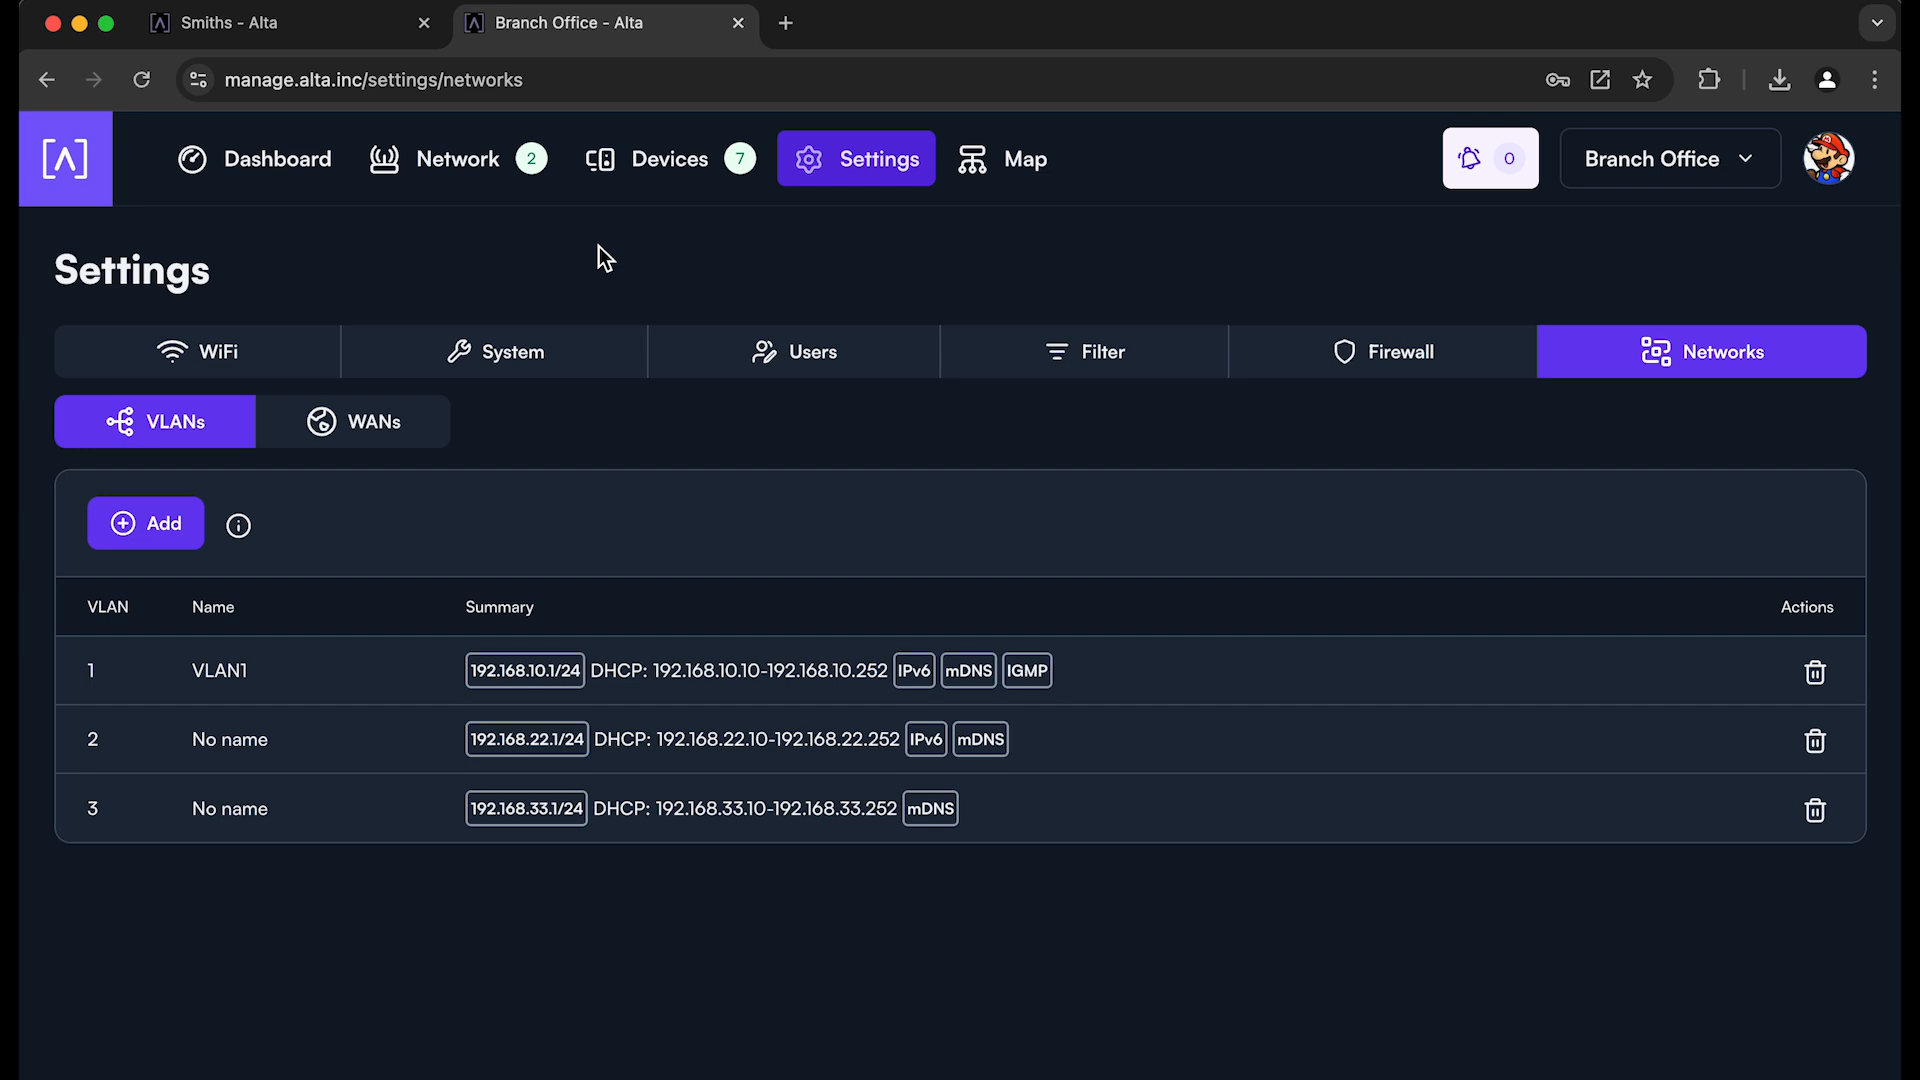 Smiths - Alta
Branch Office - Alta
manage.alta.inc/settings/networks
Dashboard
Network 2
Devices 7
Settings
Map
0
Branch Office
Settings
WiFi
System
Users
Filter
Firewall
Networks
VLANs
WANs
Add
VLAN Name Summary Actions
1 VLAN1 192.168.10.1/24 DHCP: 192.168.10.10-192.168.10.252 IPv6 mDNS IGMP
2 No name 192.168.22.1/24 DHCP: 192.168.22.10-192.168.22.252 IPv6 mDNS
3 No name 192.168.33.1/24 DHCP: 192.168.33.10-192.168.33.252 mDNS